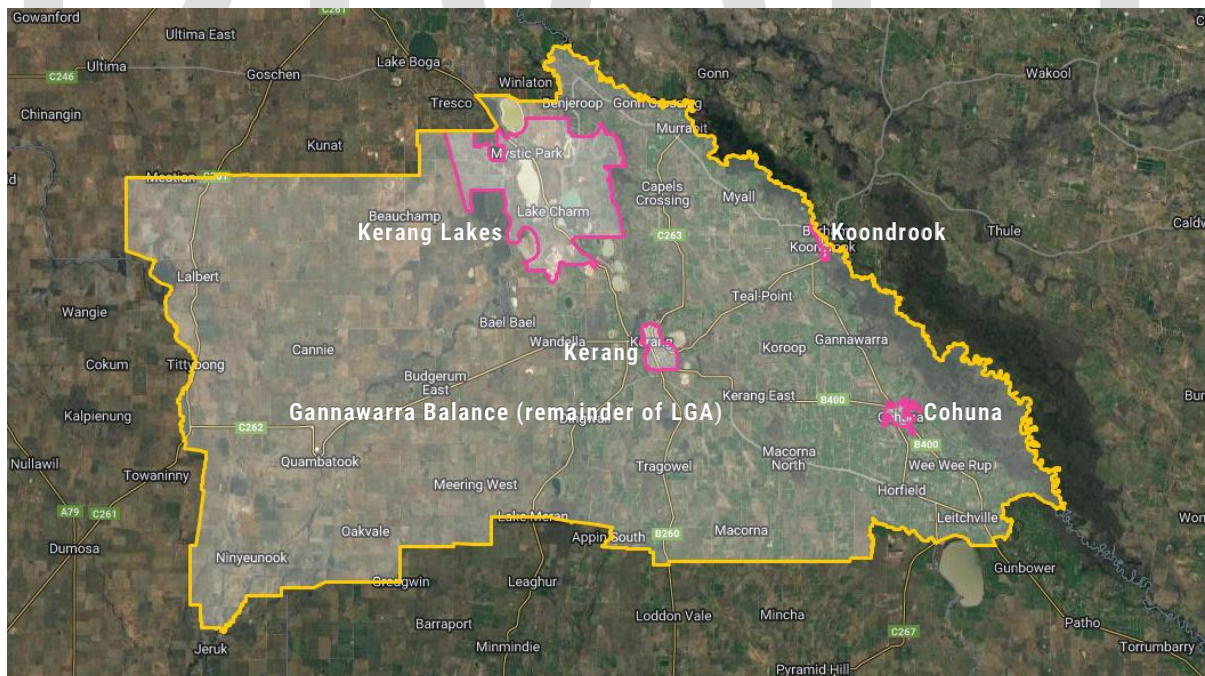 Gowanford
C261
Ultima East
Ultima
C246
Goschen
Lake Boga
Winlaton
Gonn
Wakool
Tresco
Benjeroop
Gonn Crossing
Chinangin
Kunat
Murrabit
Mystic Park
Meatian
C261
Capels
Crossing
Myall
Beauchamp
Lake Charm
Kerang Lakes
C263
Koondrook
Koondrook
Thule
Lalbert
Teal-Point
Wangie
Bael Bael
Cannie
Wandella
Kerang
Kerang
Koroop
Gannawarra
Cokum
Tittybong
Budgerum
East
Kerang East
B400
Kalpienung
Gannawarra Balance (remainder of LGA)
Dingwall
Cohuna
Cohuna
C262
B400
Nullawil
Quambatook
Macorna
North
Towaninny
Tragowel
Wee Wee Rup
Meering West
Horfield
A79
C261
Lake Meran
Leitchville
Oakvale
Appin South
B260
Macorna
Dumosa
Ninyeunook
Gunbower
Gredgwin
Leaghur
Loddon Vale
Mincha
Barraport
Patho
C267
Jeruk
Minmindie
Torrumbarry
Pyramid Hill